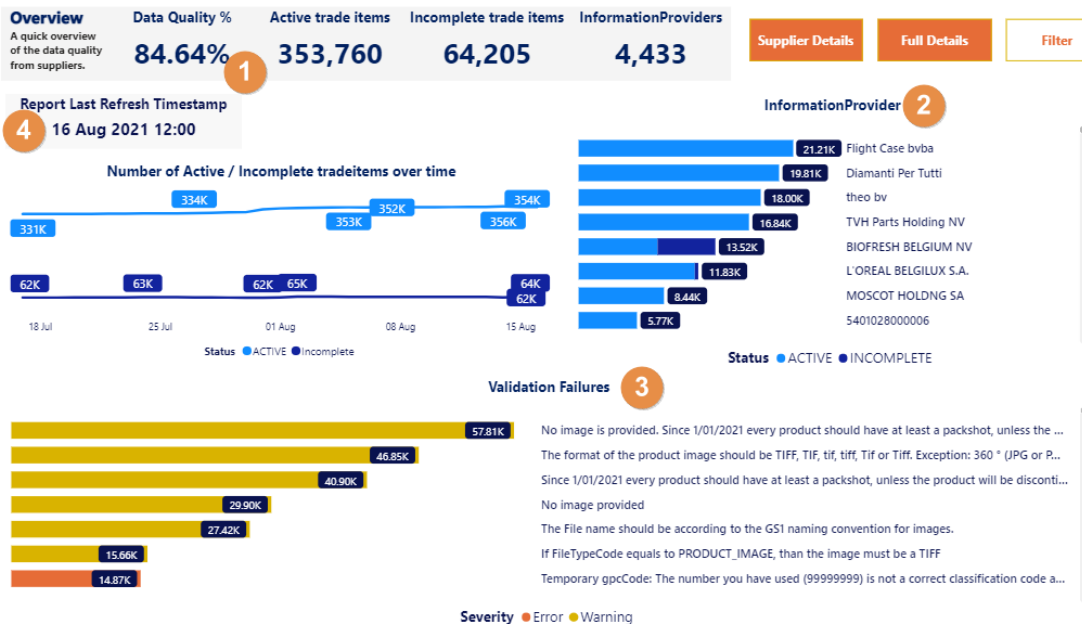 Overview
A quick overview
of the data quality
from suppliers.
Data Quality %
84.64%
Active trade items
353,760
Incomplete trade items
64,205
InformationProviders
4,433
Supplier Details
Full Details
Filter
1
Report Last Refresh Timestamp
4
16 Aug 2021 12:00
Number of Active / Incomplete tradeitems over time
331K
334K
353K
352K
356K
354K
62K
63K
62K
65K
64K
62K
18 Jul
25 Jul
01 Aug
08 Aug
15 Aug
Status ACTIVE Incomplete
InformationProvider
2
21.21K Flight Case bvba
19.81K Diamanti Per Tutti
18.00K theo bv
16.84K TVH Parts Holding NV
13.52K BIOFRESH BELGIUM NV
11.83K L'OREAL BELGILUX S.A.
8.44K MOSCOT HOLDNG SA
5.77K 5401028000006
Status ACTIVE INCOMPLETE
Validation Failures
3
57.81K No image is provided. Since 1/01/2021 every product should have at least a packshot, unless the ...
46.85K The format of the product image should be TIFF, TIF, tif, tiff, Tif or Tiff. Exception: 360 ° (JPG or P...
40.90K Since 1/01/2021 every product should have at least a packshot, unless the product will be disconti...
29.90K No image provided
27.42K The File name should be according to the GS1 naming convention for images.
15.66K If FileTypeCode equals to PRODUCT_IMAGE, than the image must be a TIFF
14.87K Temporary gpcCode: The number you have used (99999999) is not a correct classification code a...
Severity Error Warning